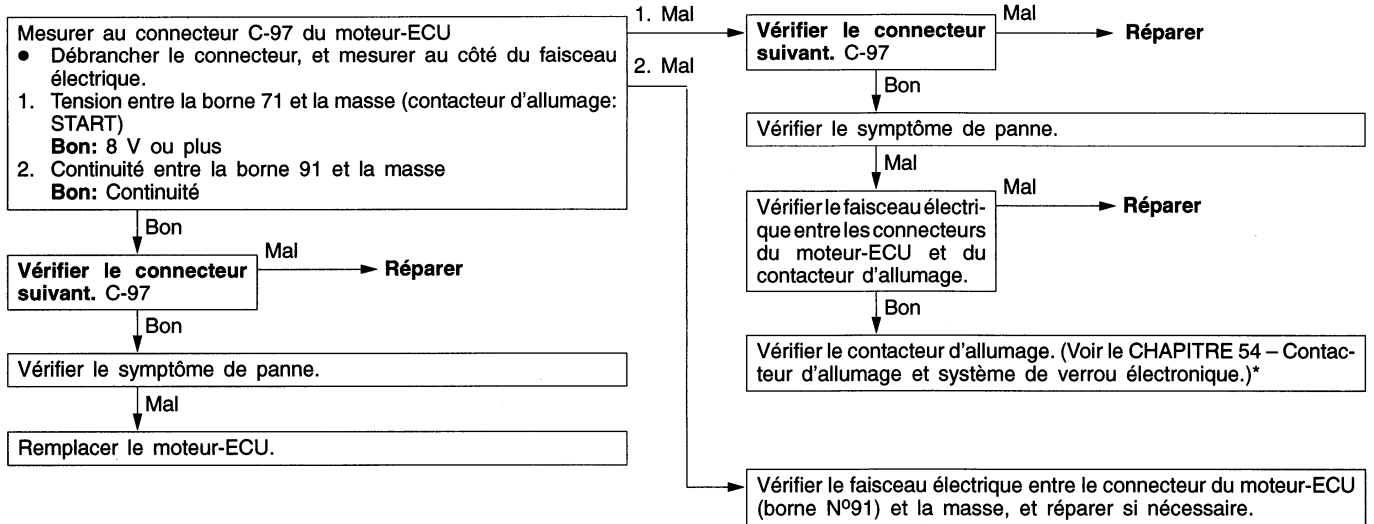 Mesurer au connecteur C-97 du moteur-ECU
● Débrancher le connecteur, et mesurer au côté du faisceau
électrique.
1. Tension entre la borne 71 et la masse (contacteur d'allumage:
START)
Bon: 8 V ou plus
2. Continuité entre la borne 91 et la masse
Bon: Continuité
Bon
Vérifier le connecteur
suivant. C-97
Mal
Réparer
Bon
Vérifier le symptôme de panne.
Mal
Remplacer le moteur-ECU.
1. Mal
2. Mal
Vérifier le connecteur
suivant. C-97
Mal
Réparer
Bon
Vérifier le symptôme de panne.
Mal
Vérifier le faisceau électri-
que entre les connecteurs
du moteur-ECU et du
contacteur d'allumage.
Mal
Réparer
Bon
Vérifier le contacteur d'allumage. (Voir le CHAPITRE 54 – Contac-
teur d'allumage et système de verrou électronique.)*
Vérifier le faisceau électrique entre le connecteur du moteur-ECU
(borne Nº91) et la masse, et réparer si nécessaire.